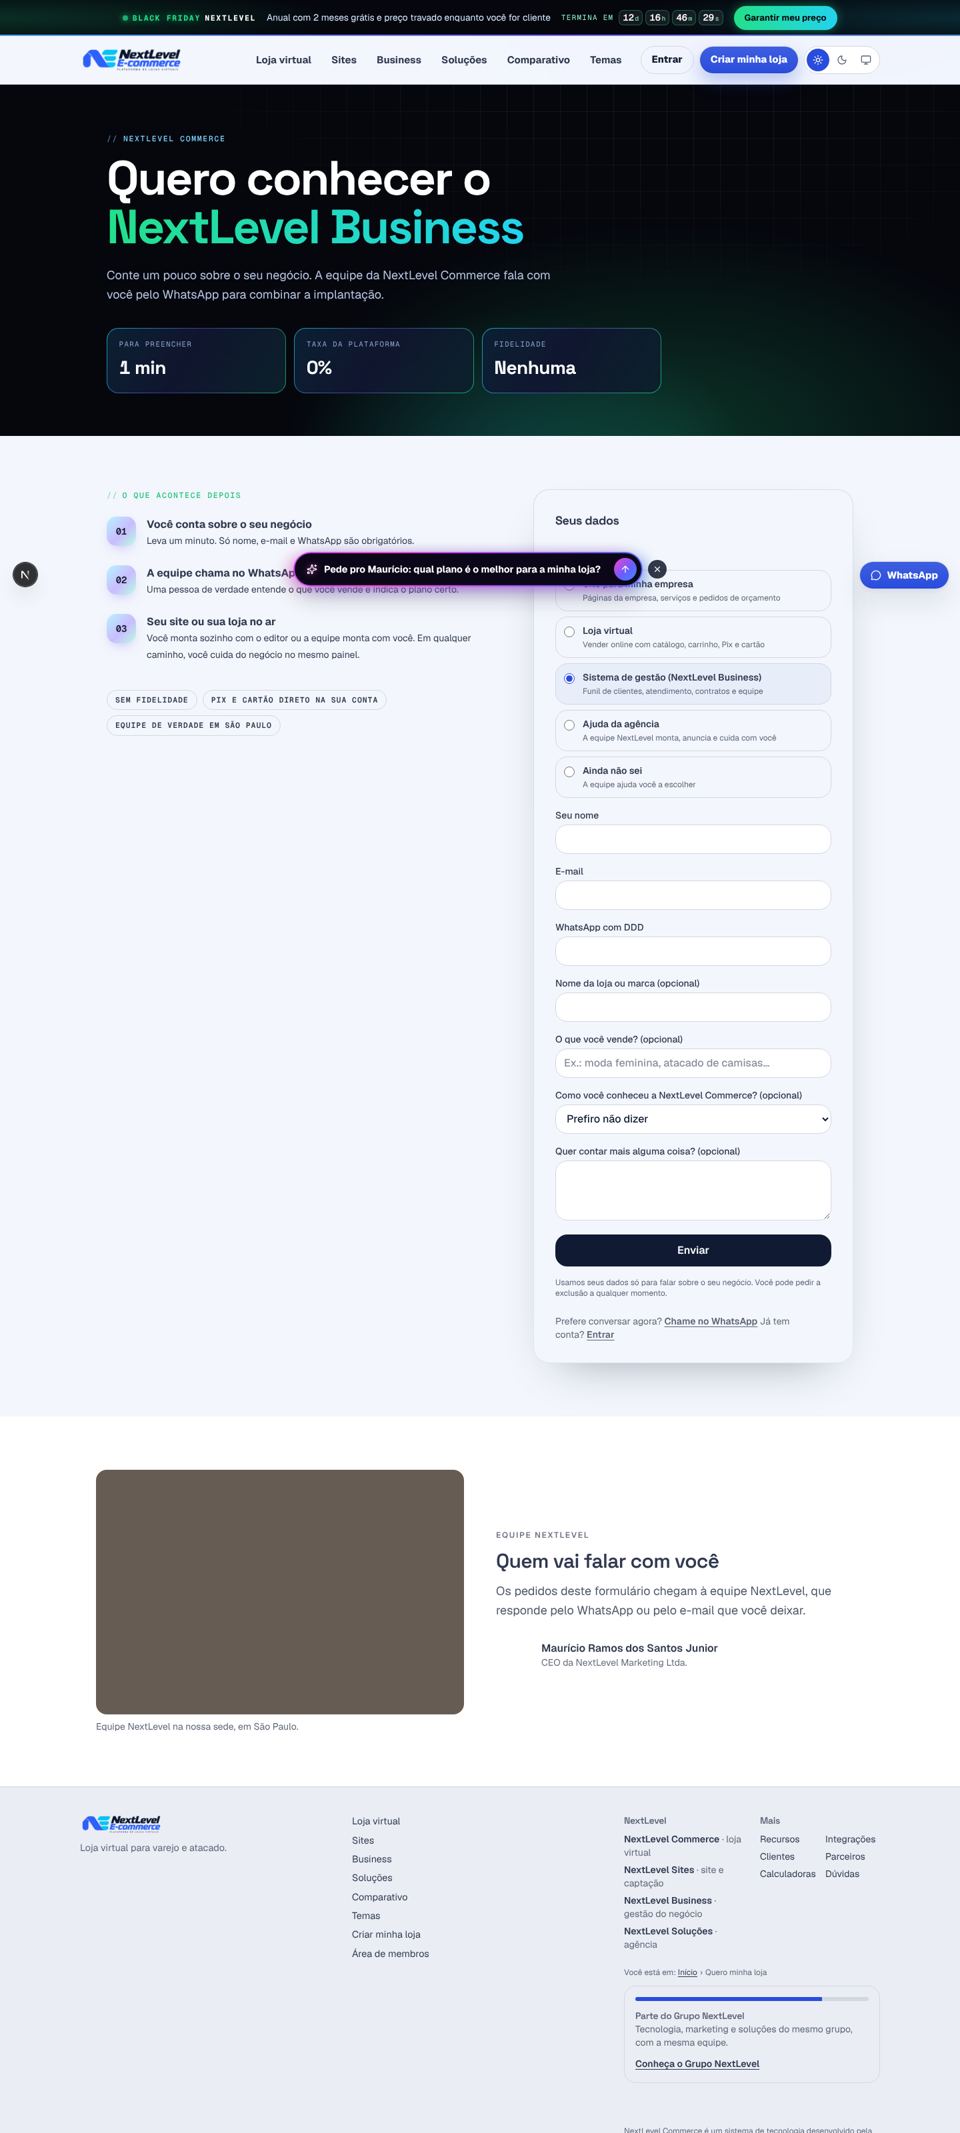 BLACK FRIDAY NEXTLEVEL Anual com 2 meses grátis e preço travado enquanto você for cliente TERMINA EM 12d 16h 46m 29s Garantir meu preço
NextLevel E-commerce
Loja virtual Sites Business Soluções Comparativo Temas Entrar Criar minha loja
// NEXTLEVEL COMMERCE
Quero conhecer o
NextLevel Business
Conte um pouco sobre o seu negócio. A equipe da NextLevel Commerce fala com
você pelo WhatsApp para combinar a implantação.
PARA PREENCHER
1 min
TAXA DA PLATAFORMA
0%
FIDELIDADE
Nenhuma
// O QUE ACONTECE DEPOIS
01
Você conta sobre o seu negócio
Leva um minuto. Só nome, e-mail e WhatsApp são obrigatórios.
02
A equipe chama no WhatsAp
Uma pessoa de verdade entende o que você vende e indica o plano certo.
03
Seu site ou sua loja no ar
Você monta sozinho com o editor ou a equipe monta com você. Em qualquer
caminho, você cuida do negócio no mesmo painel.
SEM FIDELIDADE
PIX E CARTÃO DIRETO NA SUA CONTA
EQUIPE DE VERDADE EM SÃO PAULO
N
Pede pro Maurício: qual plano é o melhor para a minha loja?
WhatsApp
Seus dados
minha empresa
Páginas da empresa, serviços e pedidos de orçamento
Loja virtual
Vender online com catálogo, carrinho, Pix e cartão
Sistema de gestão (NextLevel Business)
Funil de clientes, atendimento, contratos e equipe
Ajuda da agência
A equipe NextLevel monta, anuncia e cuida com você
Ainda não sei
A equipe ajuda você a escolher
Seu nome
E-mail
WhatsApp com DDD
Nome da loja ou marca (opcional)
O que você vende? (opcional)
Ex.: moda feminina, atacado de camisas...
Como você conheceu a NextLevel Commerce? (opcional)
Prefiro não dizer
Quer contar mais alguma coisa? (opcional)
Enviar
Usamos seus dados só para falar sobre o seu negócio. Você pode pedir a
exclusão a qualquer momento.
Prefere conversar agora? Chame no WhatsApp Já tem
conta? Entrar
EQUIPE NEXTLEVEL
Quem vai falar com você
Os pedidos deste formulário chegam à equipe NextLevel, que
responde pelo WhatsApp ou pelo e-mail que você deixar.
Maurício Ramos dos Santos Junior
CEO da NextLevel Marketing Ltda.
Equipe NextLevel na nossa sede, em São Paulo.
NextLevel E-commerce
Loja virtual para varejo e atacado.
Loja virtual
Sites
Business
Soluções
Comparativo
Temas
Criar minha loja
Área de membros
NextLevel
NextLevel Commerce · loja
virtual
NextLevel Sites · site e
captação
NextLevel Business ·
gestão do negócio
NextLevel Soluções ·
agência
Mais
Recursos Integrações
Clientes Parceiros
Calculadoras Dúvidas
Você está em: Início › Quero minha loja
Parte do Grupo NextLevel
Tecnologia, marketing e soluções do mesmo grupo,
com a mesma equipe.
Conheça o Grupo NextLevel
NextLevel Commerce é um sistema de tecnologia desenvolvido pela